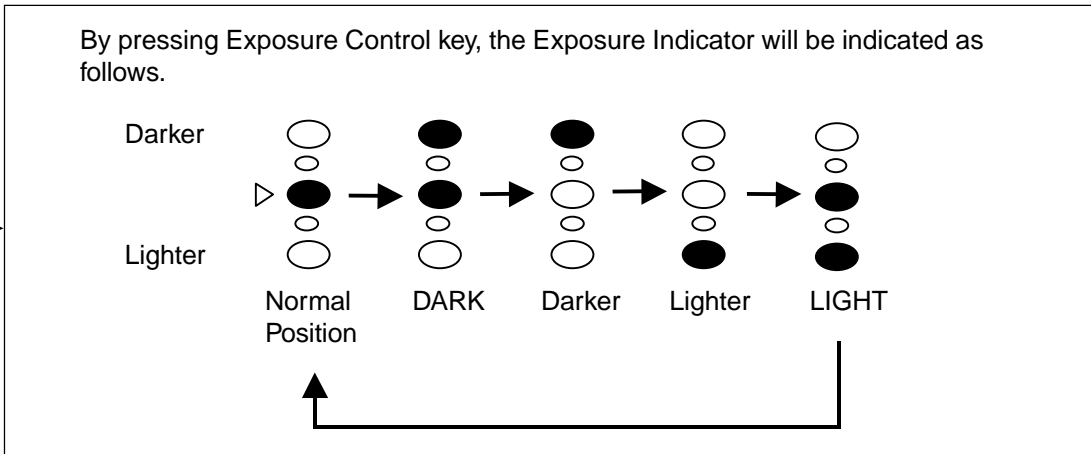 By pressing Exposure Control key, the Exposure Indicator will be indicated as
follows.
Darker
Lighter
Normal
Position
DARK
Darker
Lighter
LIGHT